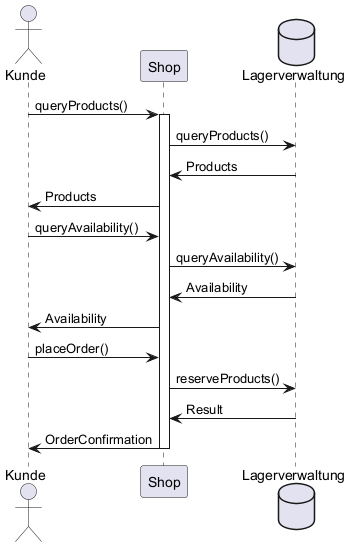 Kunde
Shop
Lagerverwaltung
queryProducts()
queryProducts()
Products
Products
queryAvailability()
queryAvailability()
Availability
Availability
placeOrder()
reserveProducts()
Result
OrderConfirmation
Kunde
Shop
Lagerverwaltung